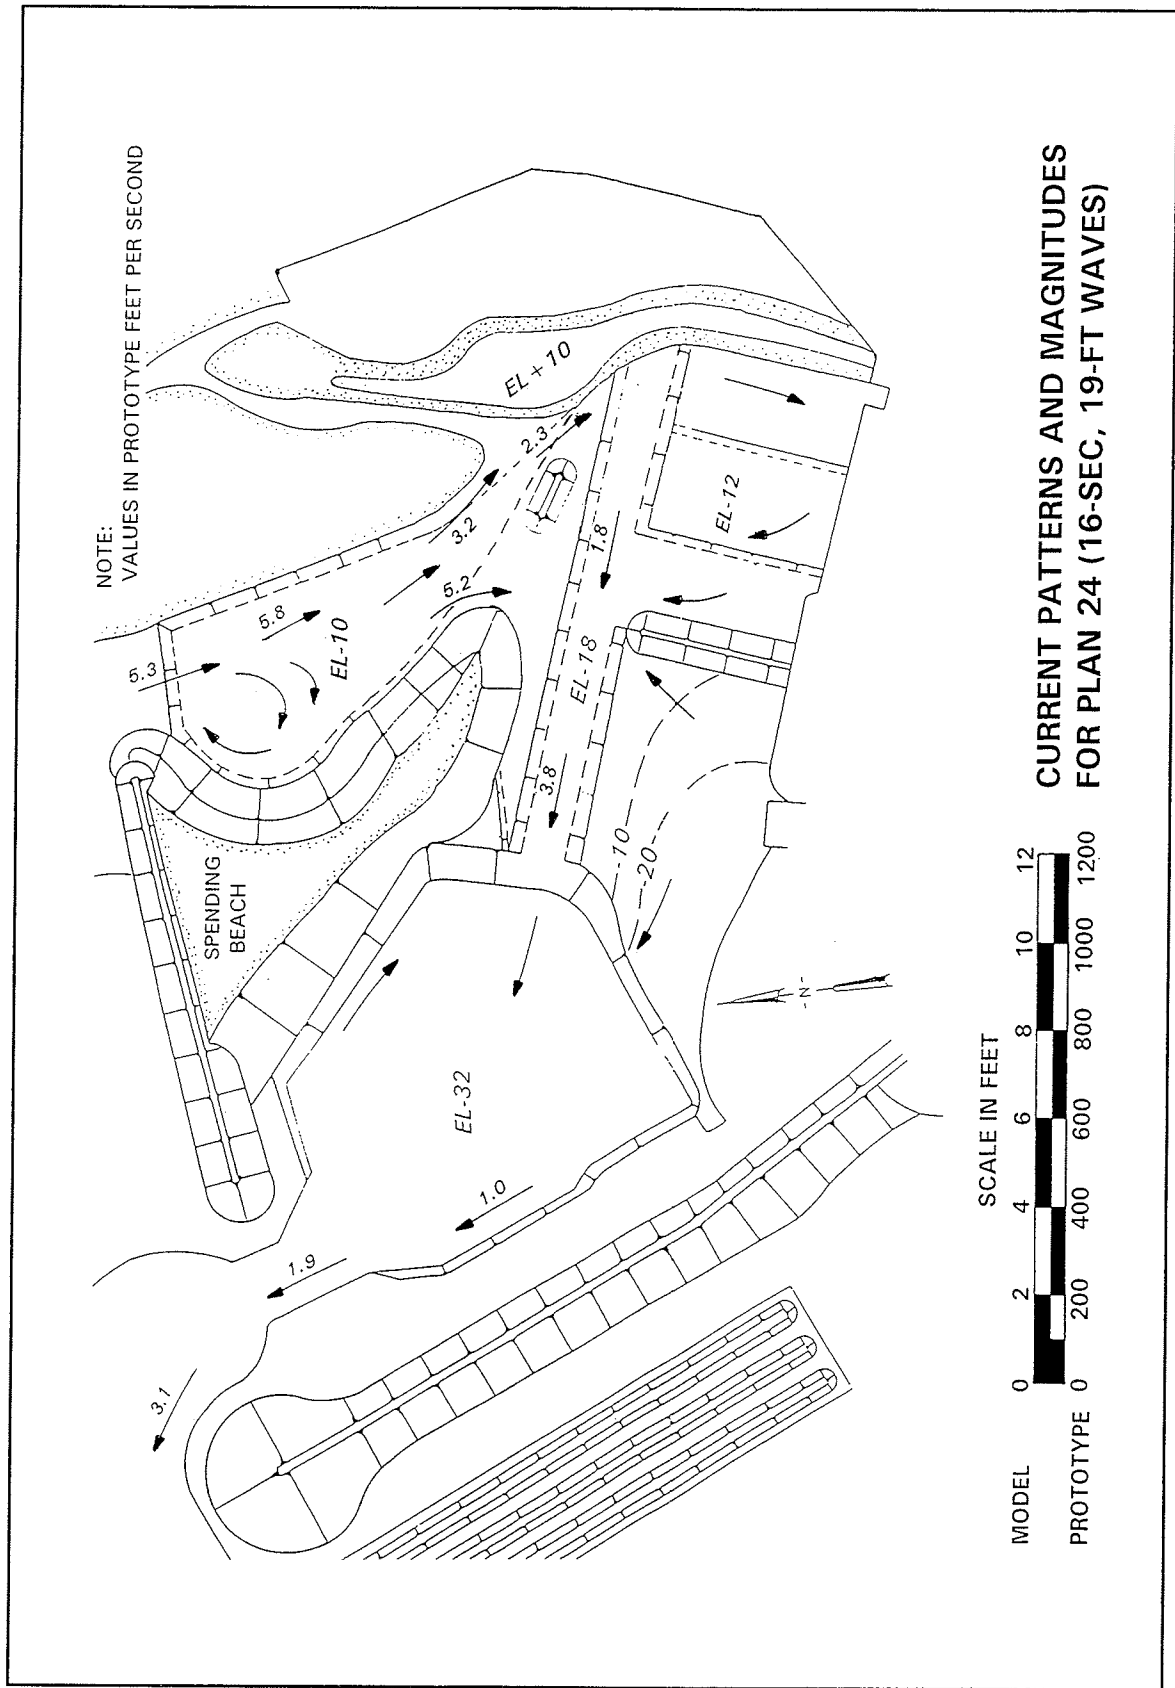 NOTE:
VALUES IN PROTOTYPE FEET PER SECOND
5.3
5.8
EL-10
3.2
5.2
2.3
EL+10
1.8
EL-18
3.8
EL-12
SPENDING
BEACH
-10-
-20-
EL-32
1.0
1.9
3.1
-N-
SCALE IN FEET
MODEL 0 2 4 6 8 10 12
PROTOTYPE 0 200 400 600 800 1000 1200
CURRENT PATTERNS AND MAGNITUDES
FOR PLAN 24 (16-SEC, 19-FT WAVES)